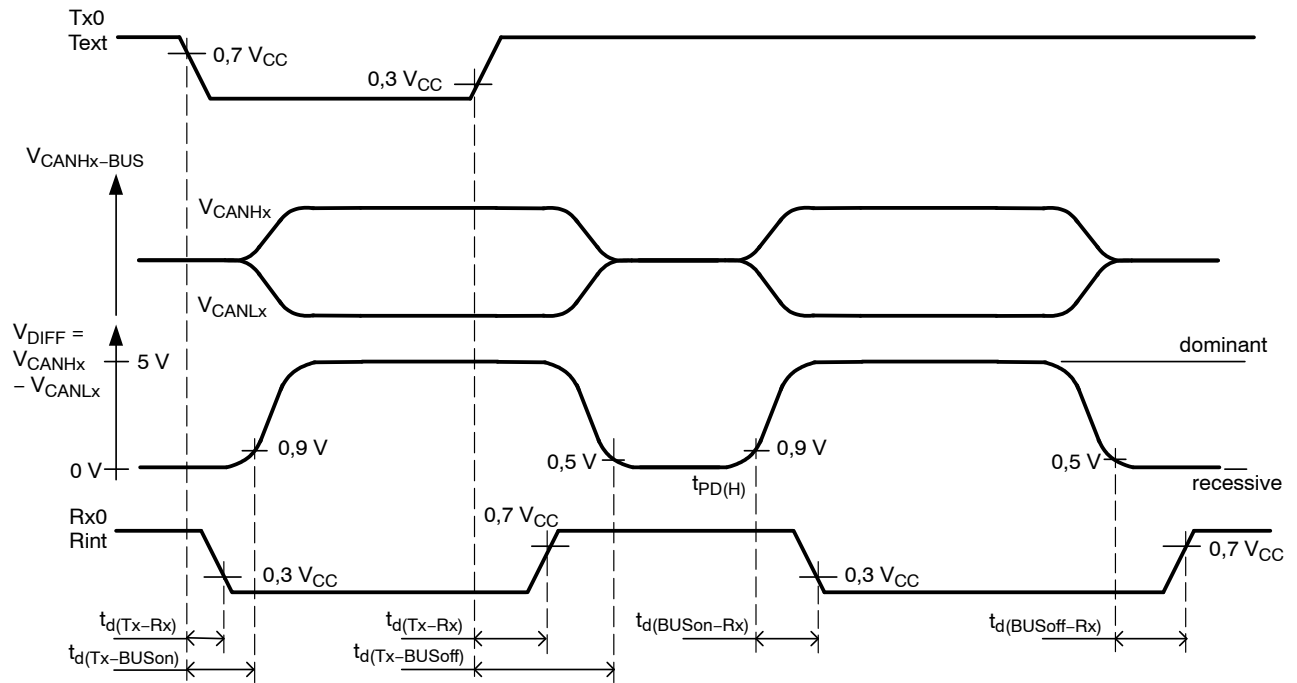 Tx0
Text
0,7 VCC
0,3 VCC
VCANHx−BUS
VCANHx
VCANLx
VDIFF =
VCANHx
− VCANLx
5 V
dominant
0,9 V
0,5 V
0,9 V
0,5 V
0 V
tPD(H)
recessive
Rx0
Rint
0,7 VCC
0,7 VCC
0,3 VCC
0,3 VCC
td(Tx−Rx)
td(Tx−Rx)
td(BUSon−Rx)
td(BUSoff−Rx)
td(Tx−BUSon)
td(Tx−BUSoff)